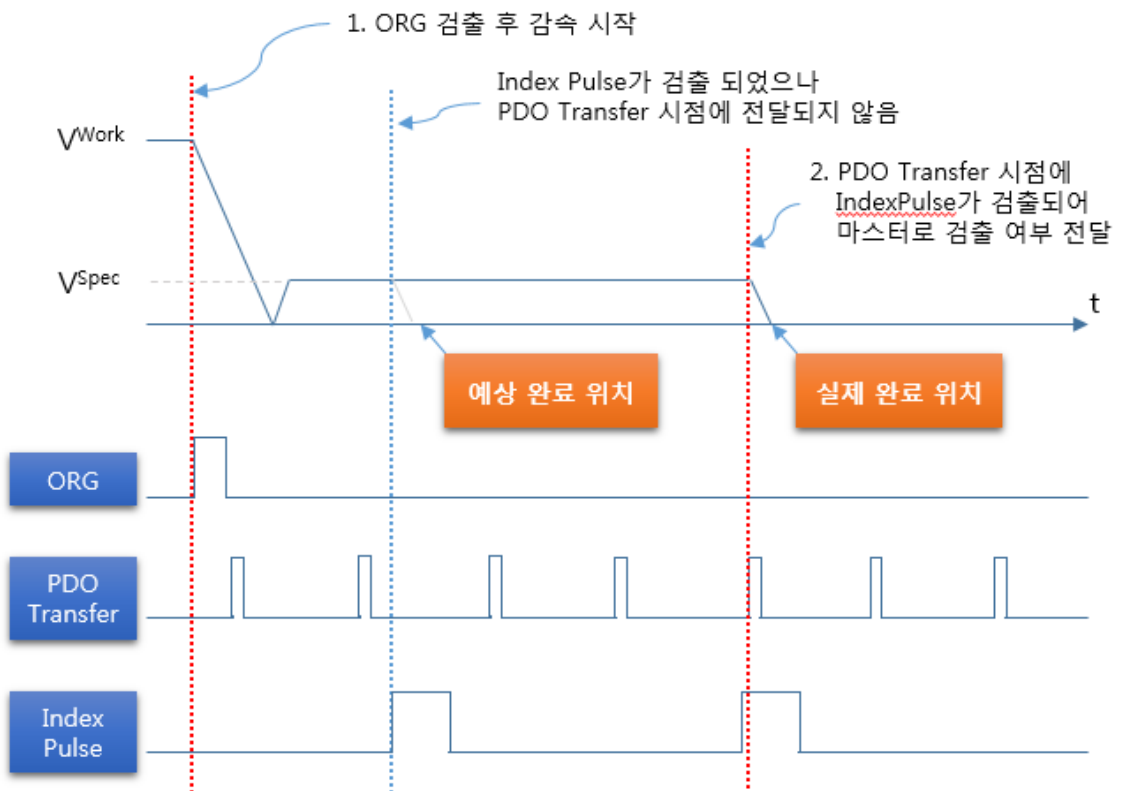 1. ORG 검출 후 감속 시작
Index Pulse가 검출 되었으나
PDO Transfer 시점에 전달되지 않음
VWork
2. PDO Transfer 시점에
IndexPulse가 검출되어
마스터로 검출 여부 전달
VSpec
t
예상 완료 위치
실제 완료 위치
ORG
PDO
Transfer
Index
Pulse